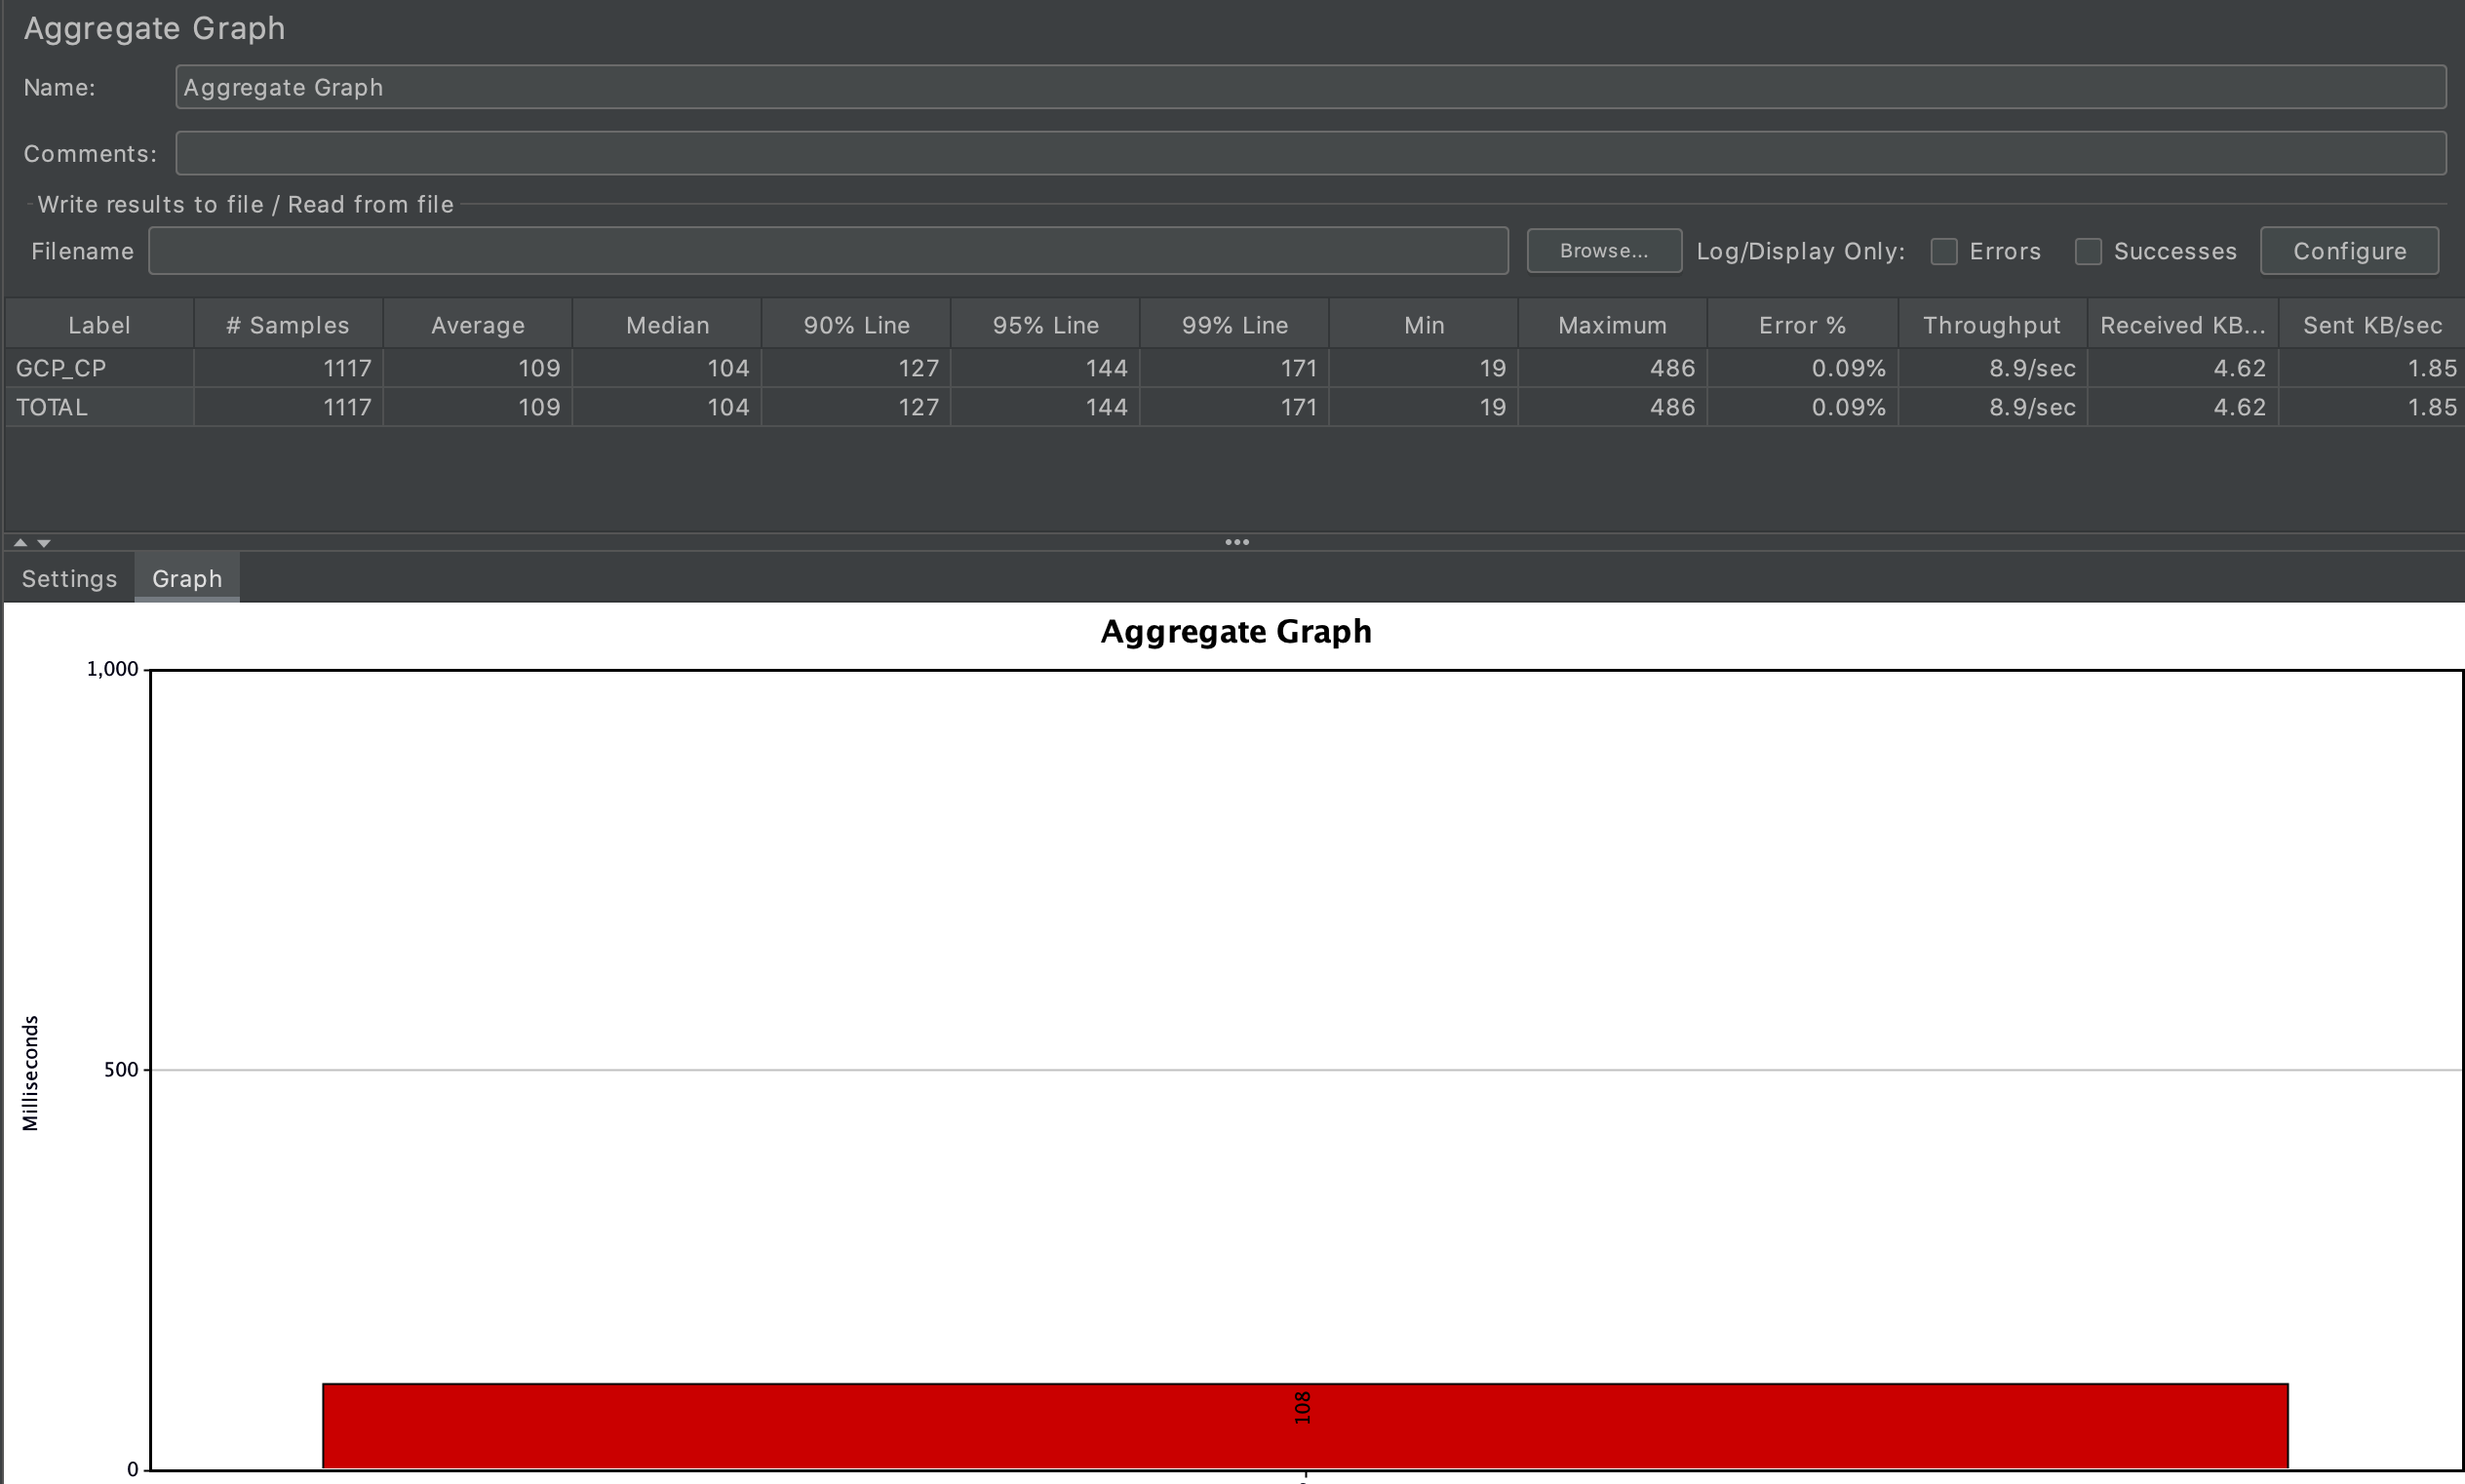 Aggregate Graph
Name: Aggregate Graph
Comments:
Write results to file / Read from file
Filename Browse... Log/Display Only: Errors Successes Configure
Label # Samples Average Median 90% Line 95% Line 99% Line Min Maximum Error % Throughput Received KB... Sent KB/sec
GCP_CP 1117 109 104 127 144 171 19 486 0.09% 8.9/sec 4.62 1.85
TOTAL 1117 109 104 127 144 171 19 486 0.09% 8.9/sec 4.62 1.85
Settings Graph
Aggregate Graph
1,000
500
Milliseconds
108
0